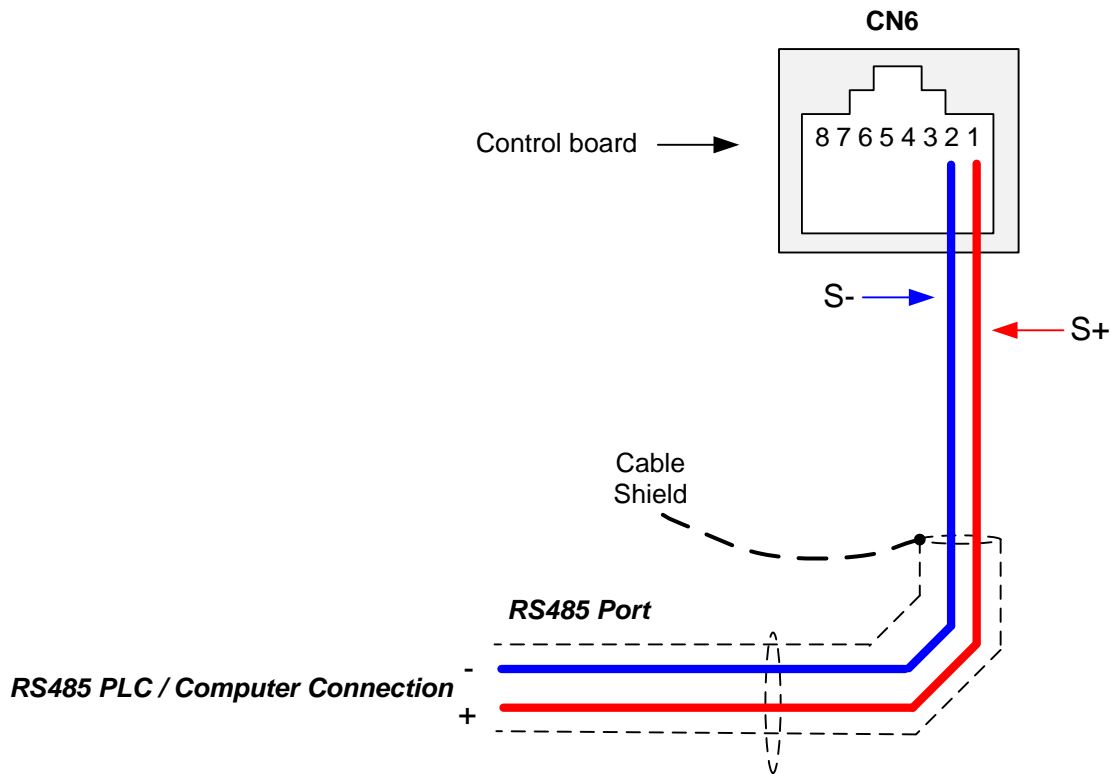 CN6
Control board
8 7 6 5 4 3 2 1
S-
S+
Cable
Shield
RS485 Port
-
RS485 PLC / Computer Connection
+